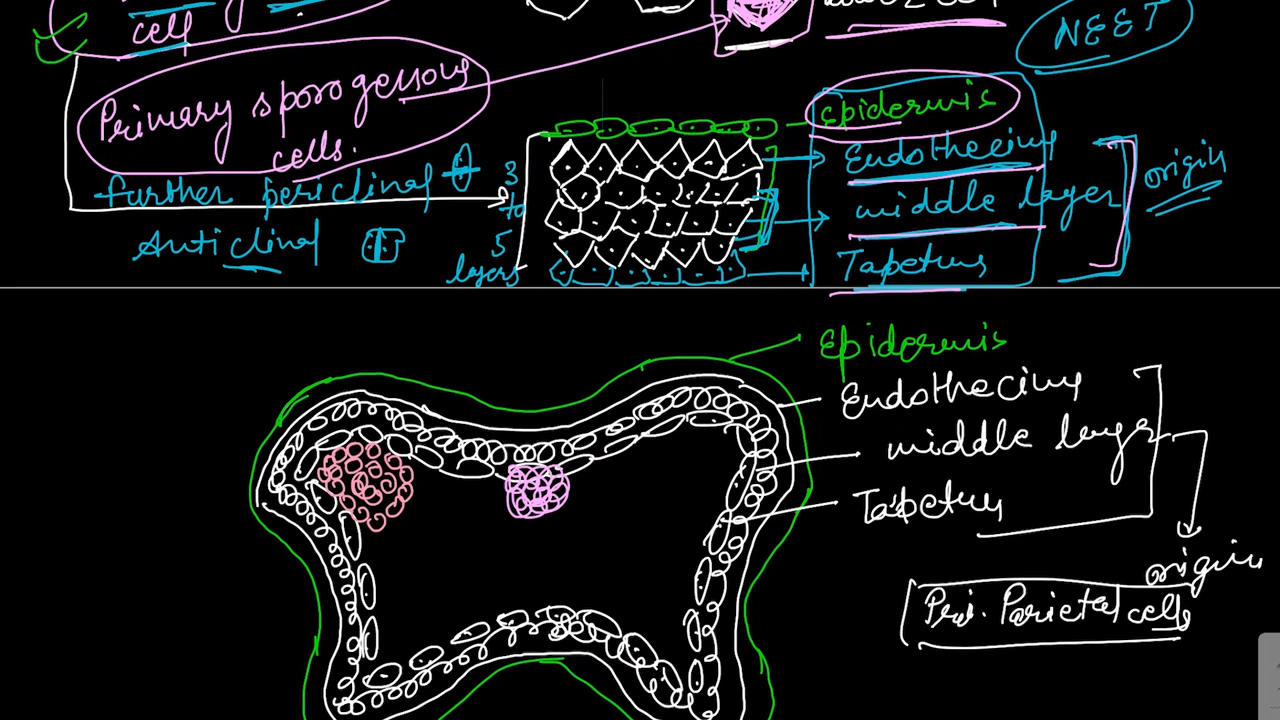 cell
NEET
Primary sporogenous
cells.
epidermis
Endothecium
middle layer
origin
Tapetum
further periclinal
Anticlinal
3
to
5
layers
Epidermis
Endothecium
middle layer
Tapetum
origin
Pri. Parietal cells